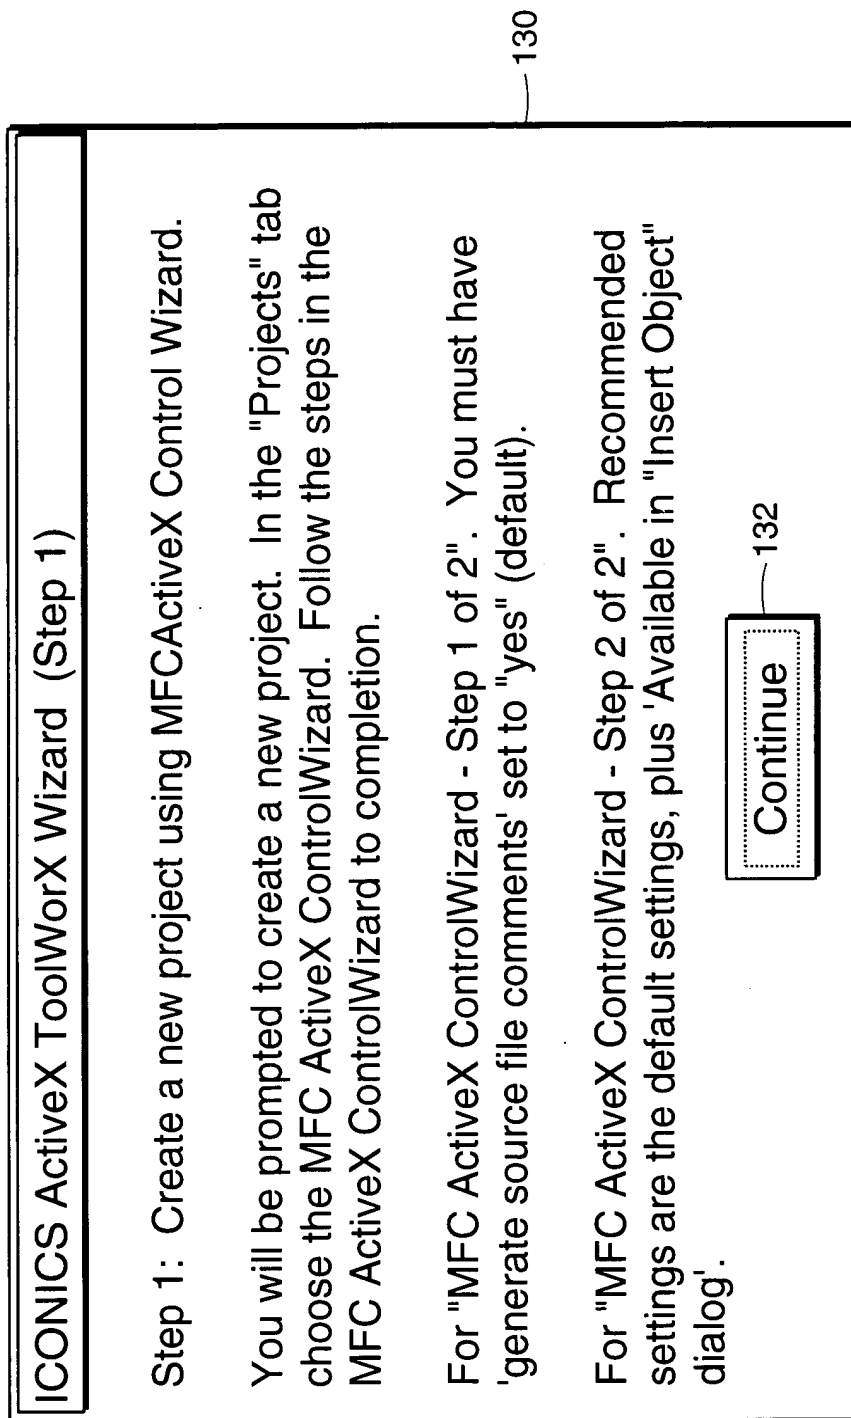 ICONICS ActiveX ToolWorX Wizard (Step 1)
Step 1: Create a new project using MFCActiveX Control Wizard.
You will be prompted to create a new project. In the "Projects" tab
choose the MFC ActiveX ControlWizard. Follow the steps in the
MFC ActiveX ControlWizard to completion.
For "MFC ActiveX ControlWizard - Step 1 of 2". You must have
'generate source file comments' set to "yes" (default).
For "MFC ActiveX ControlWizard - Step 2 of 2". Recommended
settings are the default settings, plus 'Available in "Insert Object"
dialog'.
Continue
132
130